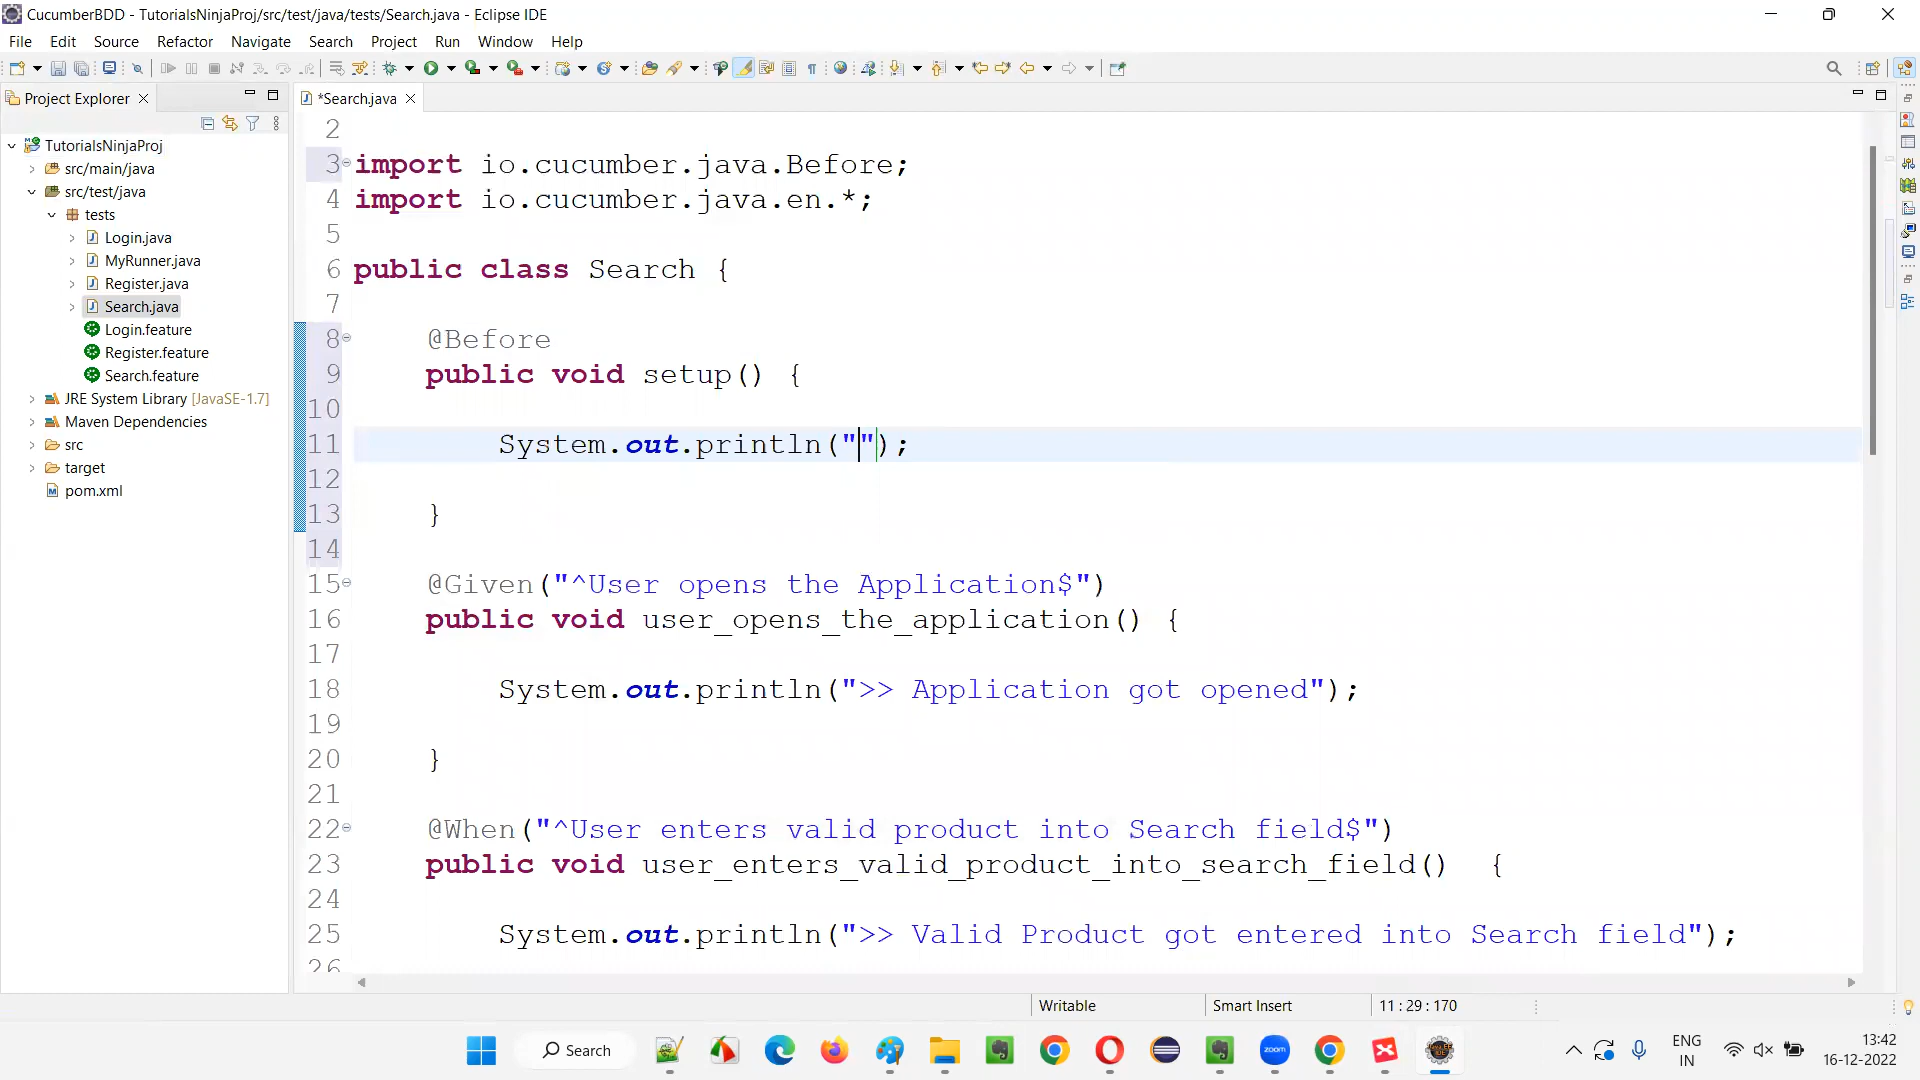 CucumberBDD - TutorialsNinjaProj/src/test/java/tests/Search.java - Eclipse IDE
File Edit Source Refactor Navigate Search Project Run Window Help
Project Explorer
*Search.java
TutorialsNinjaProj
src/main/java
src/test/java
tests
Login.java
MyRunner.java
Register.java
Search.java
Login.feature
Register.feature
Search.feature
JRE System Library [JavaSE-1.7]
Maven Dependencies
src
target
pom.xml
2
3 import io.cucumber.java.Before;
4 import io.cucumber.java.en.*;
5
6 public class Search {
7
8 @Before
9 public void setup() {
10
11 System.out.println("");
12
13 }
14
15 @Given("^User opens the Application$")
16 public void user_opens_the_application() {
17
18 System.out.println(">> Application got opened");
19
20 }
21
22 @When("^User enters valid product into Search field$")
23 public void user_enters_valid_product_into_search_field() {
24
25 System.out.println(">> Valid Product got entered into Search field");
26
Writable Smart Insert 11 : 29 : 170
Search
zoom
ENG
IN
13:42
16-12-2022